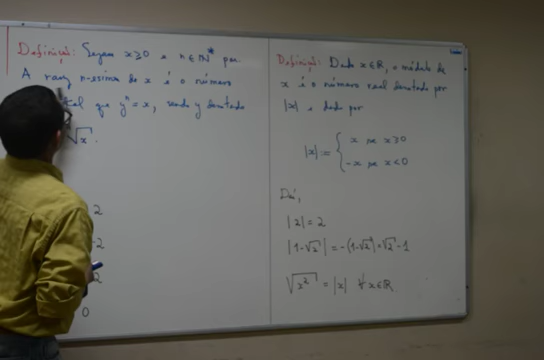 Definição: Sejam x≥0 e n∈ℕ* par
A raiz n-ésima de x é o número
tal que yⁿ=x, sendo y denotado
√x.
2
-2
2
0
Definição: Dado x∈R, o módulo de
x é o número real denotado por
|x| e dado por
|x| = { x se x≥0
-x se x<0
Daí,
|2|=2
|1-√2|=-(1-√2)=√2-1
√x² = |x| ∀x∈R